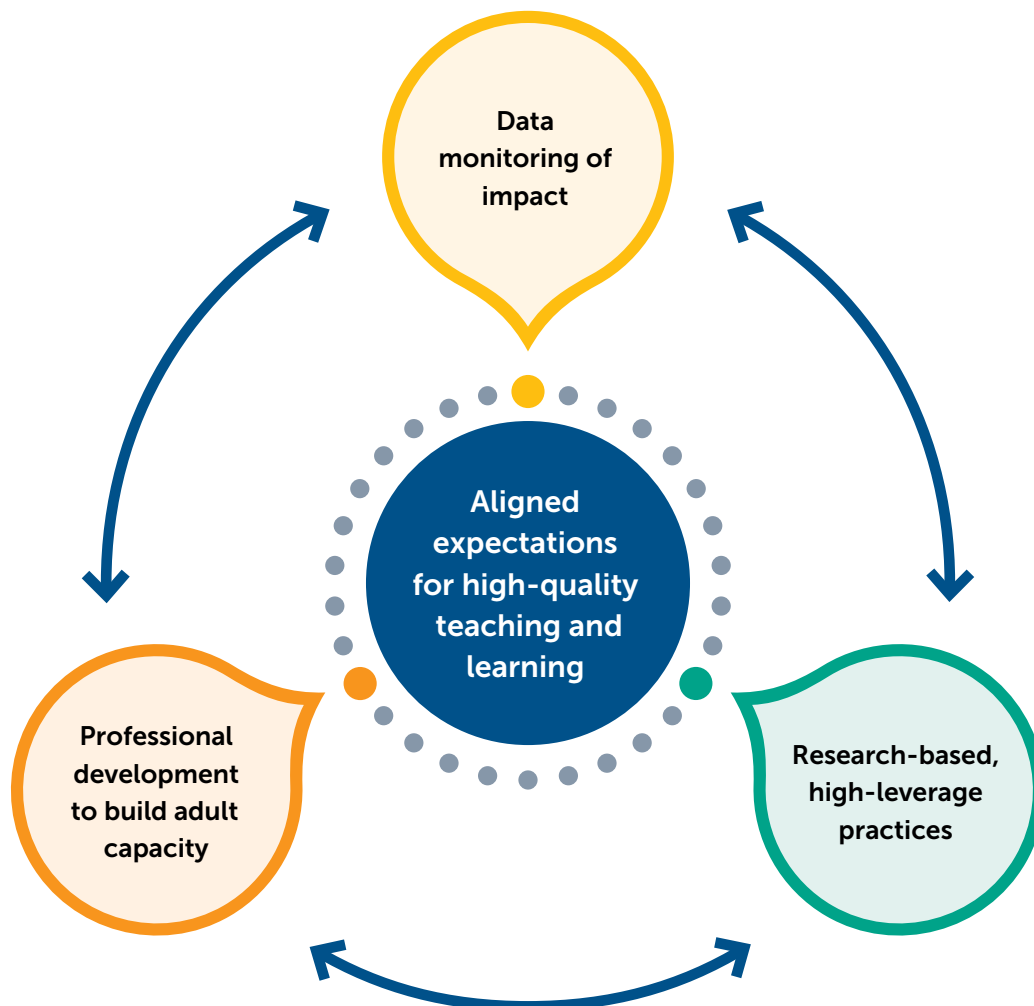 Data
monitoring of
impact
Aligned
expectations
for high-quality
teaching and
learning
Professional
development
to build adult
capacity
Research-based,
high-leverage
practices